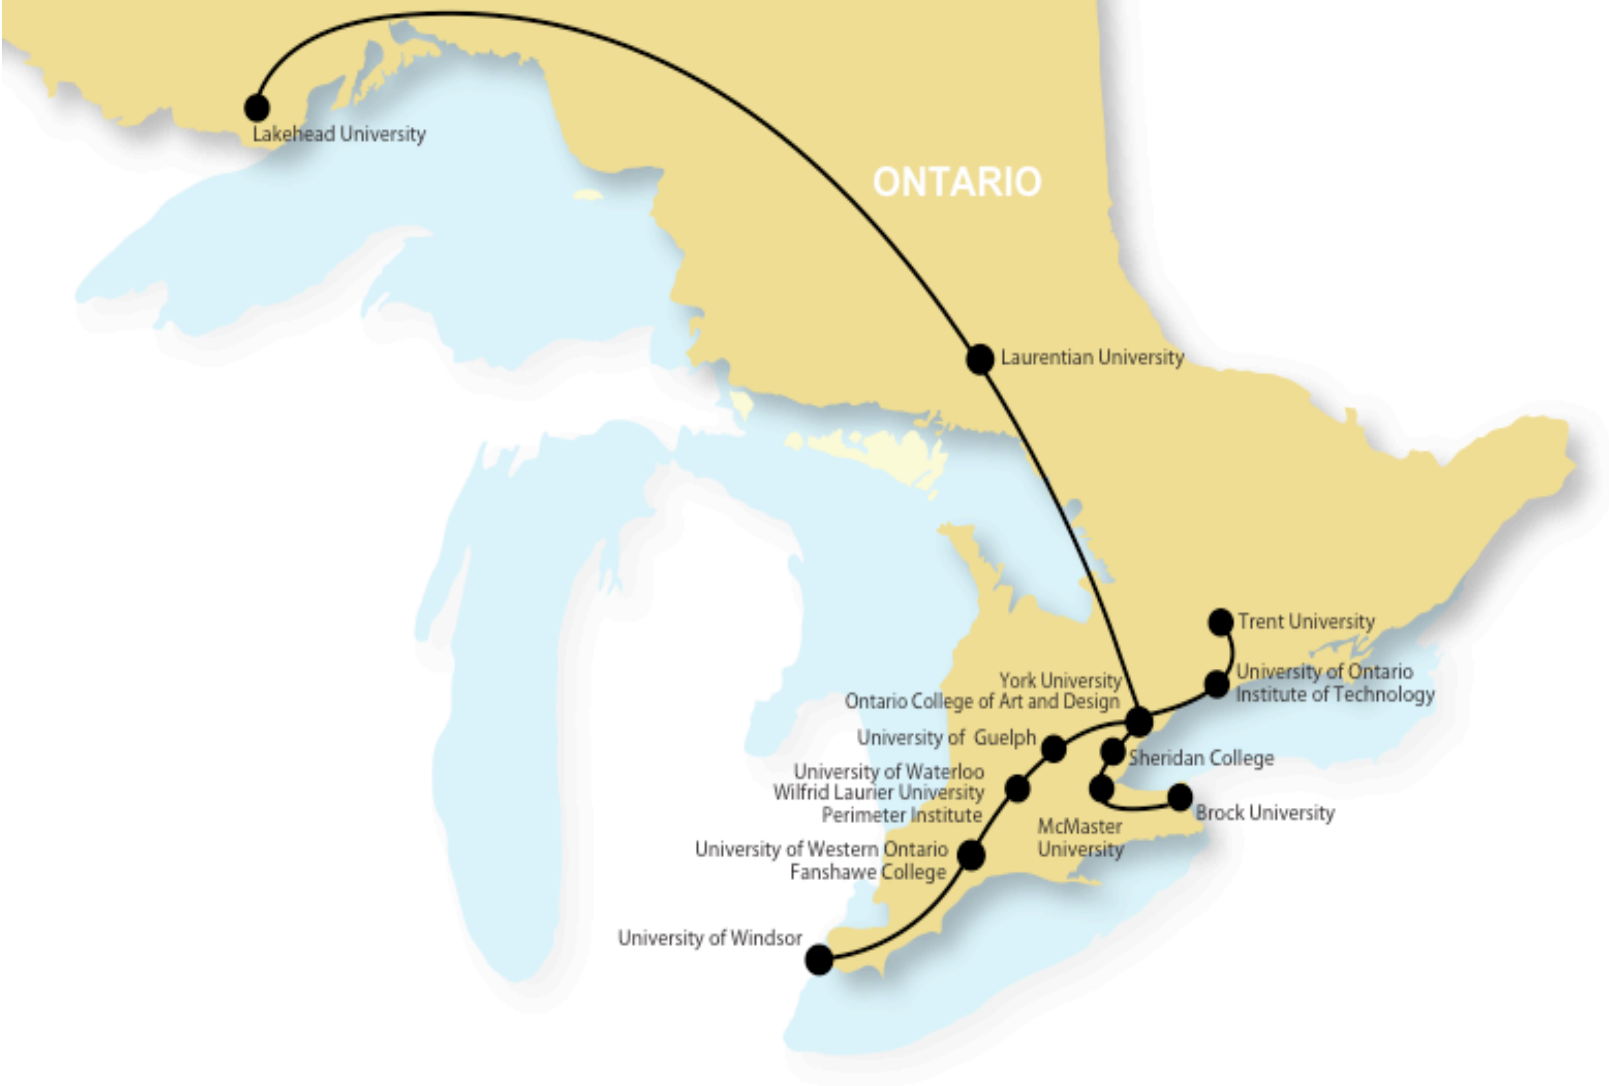 Lakehead University
ONTARIO
Laurentian University
Trent University
University of Ontario
Institute of Technology
York University
Ontario College of Art and Design
University of Guelph
Sheridan College
University of Waterloo
Wilfrid Laurier University
Perimeter Institute
Brock University
McMaster
University
University of Western Ontario
Fanshawe College
University of Windsor